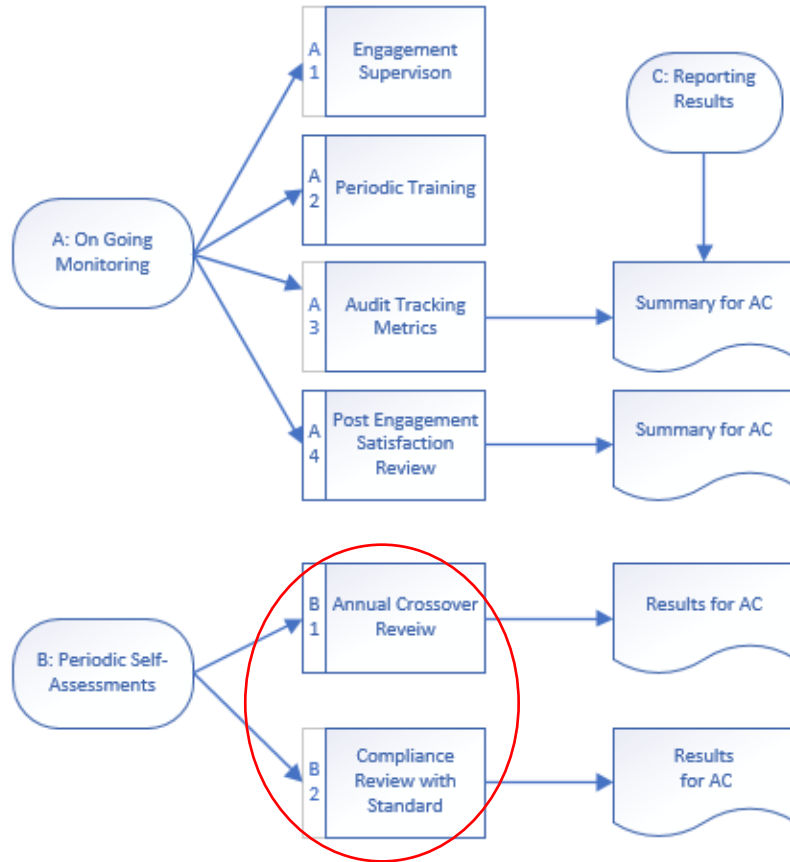 A
1
Engagement
Supervison
C: Reporting
Results
A
2
Periodic Training
A: On Going
Monitoring
A
3
Audit Tracking
Metrics
Summary for AC
A
4
Post Engagement
Satisfaction
Review
Summary for AC
B
1
Annual Crossover
Reveiw
Results for AC
B: Periodic Self-
Assessments
B
2
Compliance
Review with
Standard
Results
for AC